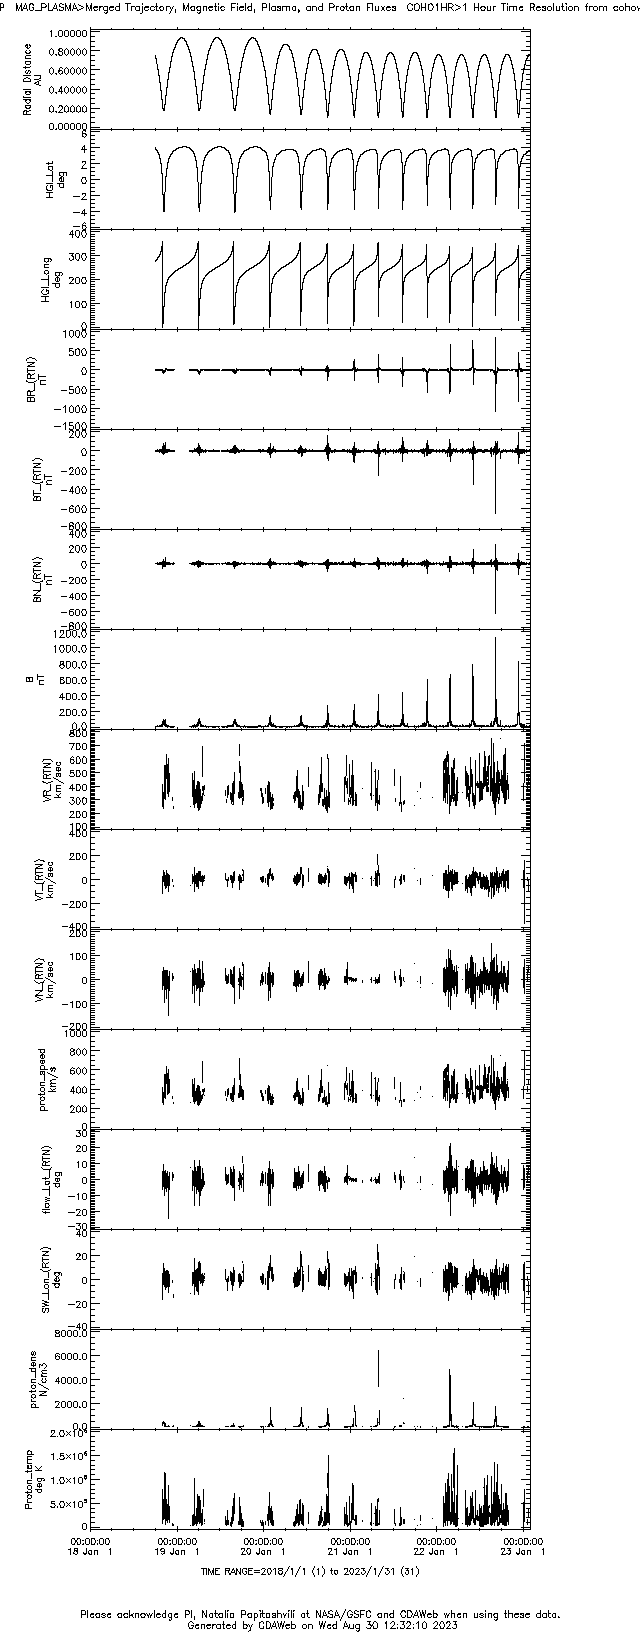 P MAG_PLASMA>Merged Trajectory, Magnetic Field, Plasma, and Proton Fluxes COHO1HR>1 Hour Time Resolution from cohow
Radial Distance
AU
1.00000
0.80000
0.60000
0.40000
0.20000
0.00000
HGI_Lat
deg
6
4
2
0
-2
-4
-6
HGI_Long
deg
400
300
200
100
0
BR_(RTN)
nT
1000
500
0
-500
-1000
-1500
BT_(RTN)
nT
200
0
-200
-400
-600
-800
BN_(RTN)
nT
400
200
0
-200
-400
-600
-800
B
nT
1200.0
1000.0
800.0
600.0
400.0
200.0
0.0
VR_(RTN)
km/sec
800
700
600
500
400
300
200
100
VT_(RTN)
km/sec
400
200
0
-200
-400
VN_(RTN)
km/sec
200
100
0
-100
-200
proton_speed
km/s
1000
800
600
400
200
0
flow_lat_(RTN)
deg
30
20
10
0
-10
-20
-30
SW_Lon_(RTN)
deg
40
20
0
-20
-40
proton_dens
N/cm3
8000.0
6000.0
4000.0
2000.0
0.0
Proton_temp
deg K
2.0×10⁶
1.5×10⁶
1.0×10⁶
5.0×10⁵
0
00:00:00 00:00:00 00:00:00 00:00:00 00:00:00 00:00:00
18 Jan 1 19 Jan 1 20 Jan 1 21 Jan 1 22 Jan 1 23 Jan 1
TIME RANGE=2018/1/1 (1) to 2023/1/31 (31)
Please acknowledge PI, Natalia Papitashvili at NASA/GSFC and CDAWeb when using these data.
Generated by CDAWeb on Wed Aug 30 12:32:10 2023